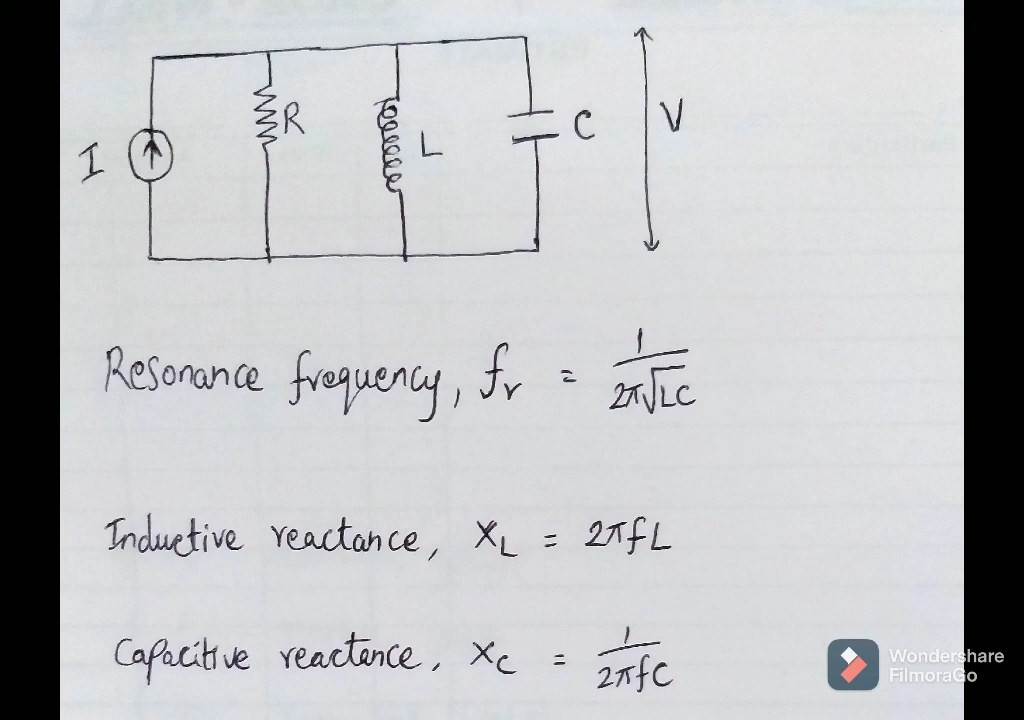 I
R
L
C
V
Resonance frequency, fr = 1/2π√LC
Inductive reactance, XL = 2πfL
Capacitive reactance, XC = 1/2πfC
Wondershare
FilmoraGo